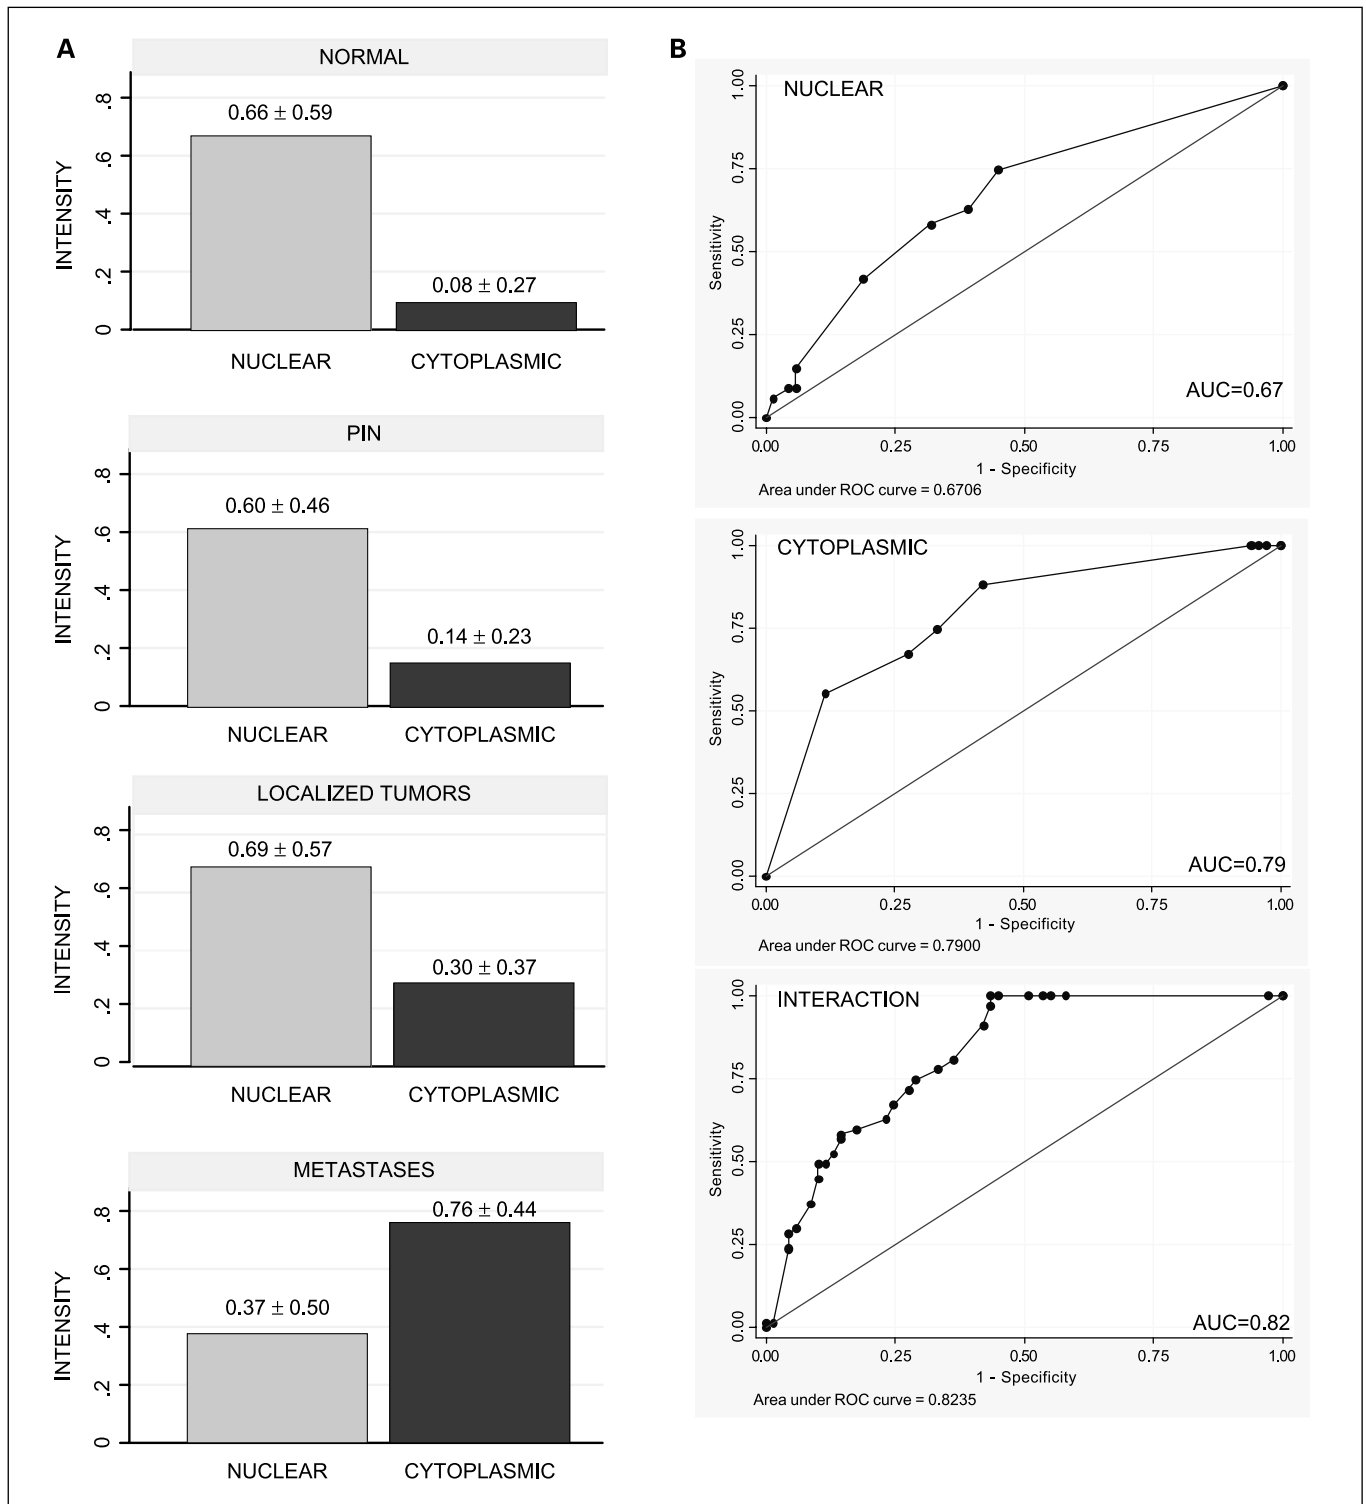 A
NORMAL
INTENSITY
.8
.6
.4
.2
0
0.66 ± 0.59
0.08 ± 0.27
NUCLEAR CYTOPLASMIC
PIN
INTENSITY
.8
.6
.4
.2
0
0.60 ± 0.46
0.14 ± 0.23
NUCLEAR CYTOPLASMIC
LOCALIZED TUMORS
INTENSITY
.8
.6
.4
.2
0
0.69 ± 0.57
0.30 ± 0.37
NUCLEAR CYTOPLASMIC
METASTASES
INTENSITY
.8
.6
.4
.2
0
0.37 ± 0.50
0.76 ± 0.44
NUCLEAR CYTOPLASMIC
B
NUCLEAR
Sensitivity
1.00
0.75
0.50
0.25
0.00
AUC=0.67
0.00 0.25 0.50 0.75 1.00
1 - Specificity
Area under ROC curve = 0.6706
CYTOPLASMIC
Sensitivity
1.00
0.75
0.50
0.25
0.00
AUC=0.79
0.00 0.25 0.50 0.75 1.00
1 - Specificity
Area under ROC curve = 0.7900
INTERACTION
Sensitivity
1.00
0.75
0.50
0.25
0.00
AUC=0.82
0.00 0.25 0.50 0.75 1.00
1 - Specificity
Area under ROC curve = 0.8235